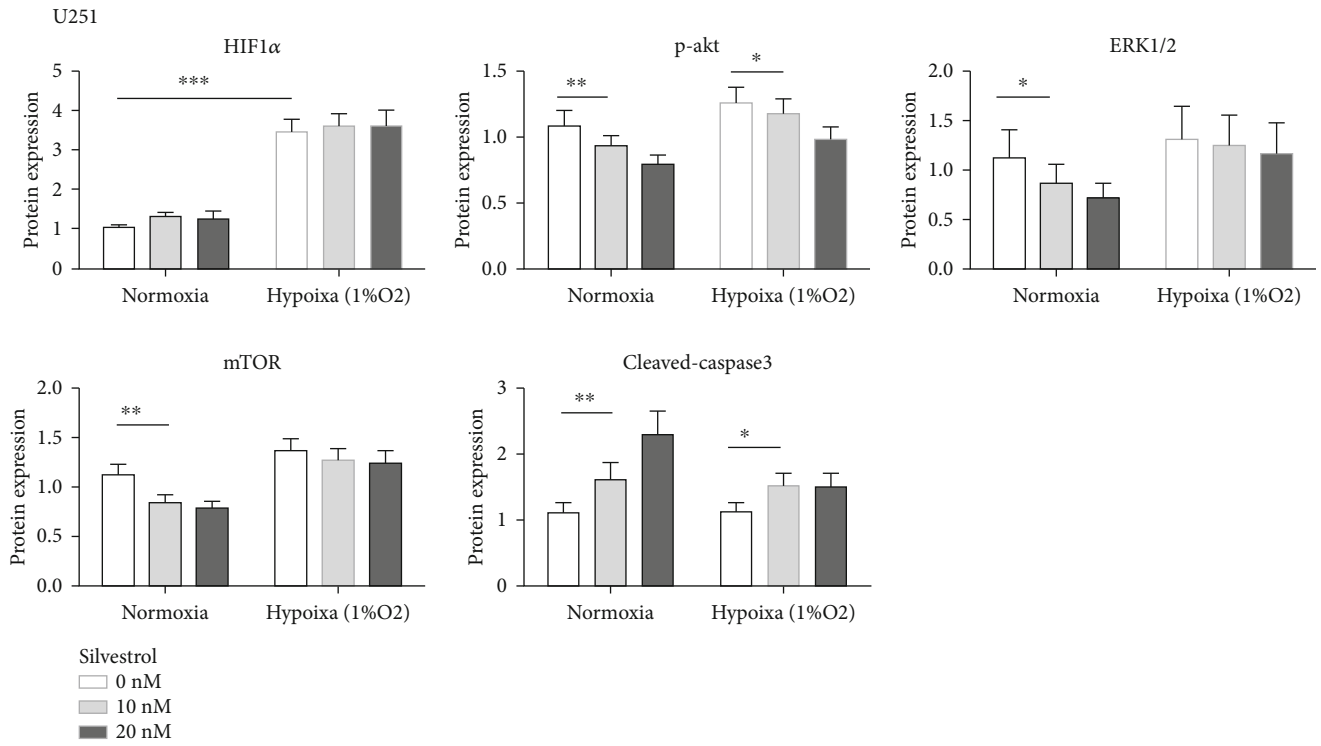 U251
HIF1α
Protein expression
5
4
3
2
1
0
***
Normoxia
Hypoixa (1%O2)
p-akt
Protein expression
1.5
1.0
0.5
0.0
**
*
Normoxia
Hypoixa (1%O2)
ERK1/2
Protein expression
2.0
1.5
1.0
0.5
0.0
*
Normoxia
Hypoixa (1%O2)
mTOR
Protein expression
2.0
1.5
1.0
0.5
0.0
**
Normoxia
Hypoixa (1%O2)
Cleaved-caspase3
Protein expression
3
2
1
0
**
*
Normoxia
Hypoixa (1%O2)
Silvestrol
0 nM
10 nM
20 nM